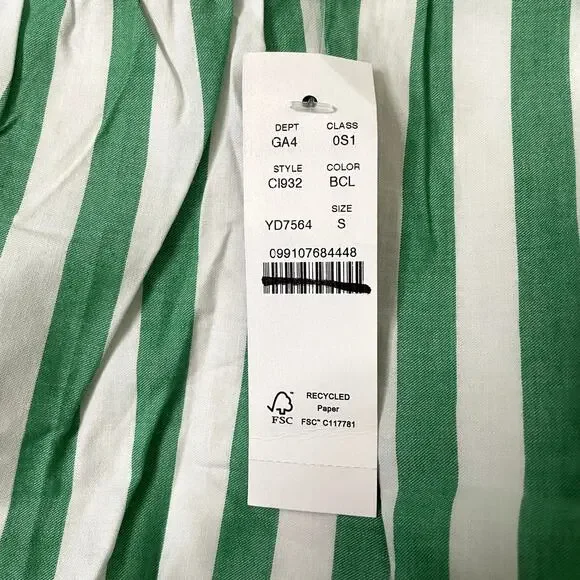 DEPT CLASS
GA4 0S1
STYLE COLOR
CI932 BCL
SIZE
YD7564 S
099107684448
RECYCLED
FSC Paper
FSC™ C117781